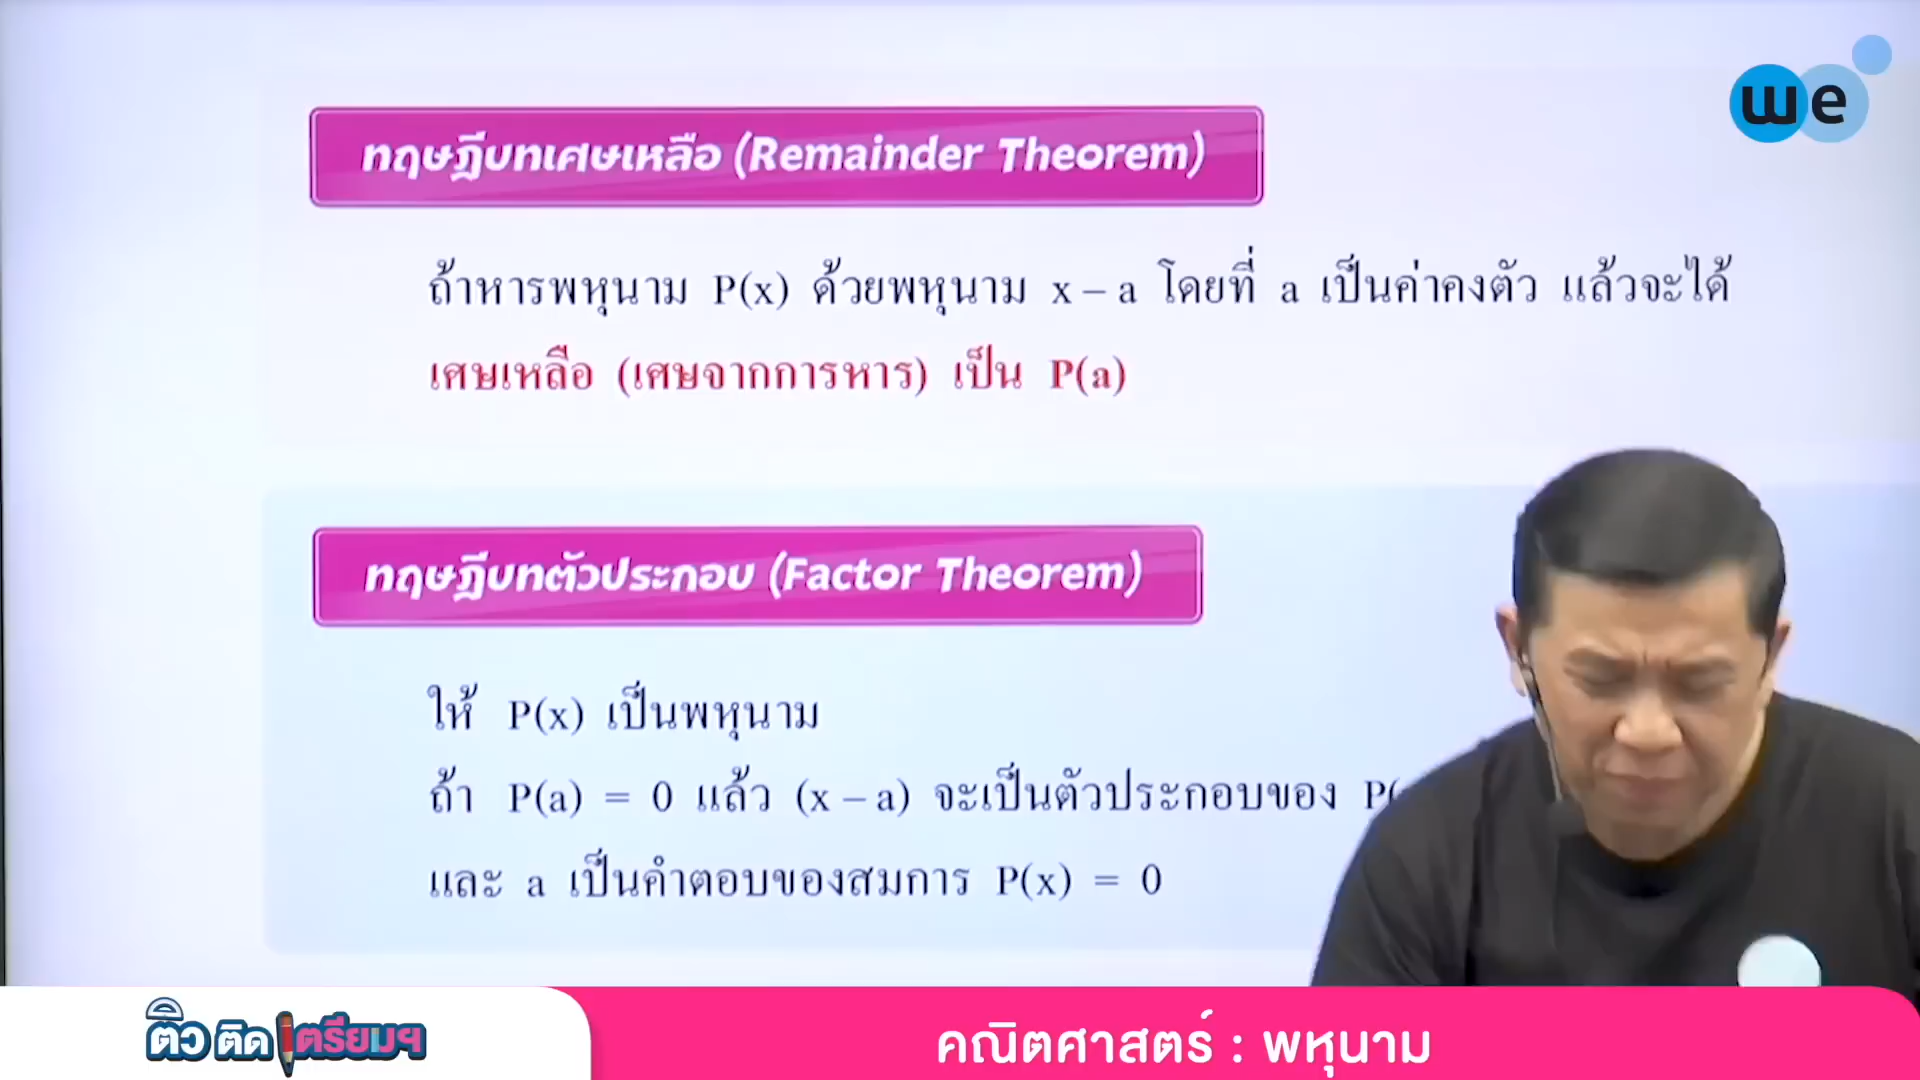 we
ทฤษฎีบทเศษเหลือ (Remainder Theorem)
ถ้าหารพหุนาม P(x) ด้วยพหุนาม x – a โดยที่ a เป็นค่าคงตัว แล้วจะได้
เศษเหลือ (เศษจากการหาร) เป็น P(a)
ทฤษฎีบทตัวประกอบ (Factor Theorem)
ให้ P(x) เป็นพหุนาม
ถ้า P(a) = 0 แล้ว (x – a) จะเป็นตัวประกอบของ P(
และ a เป็นคำตอบของสมการ P(x) = 0
ติว ติด เตรียมฯ
คณิตศาสตร์ : พหุนาม